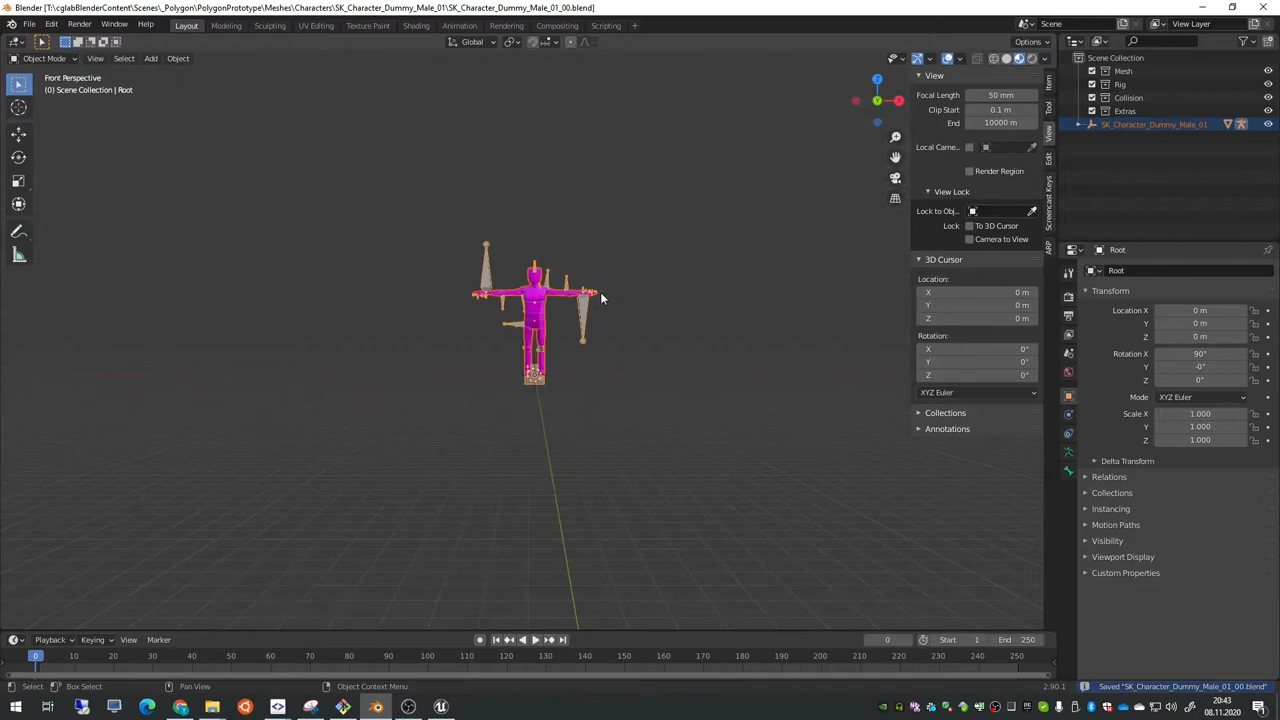 Blender [C:\cglabBlenderContent\Scenes\_Polygon\PolygonPrototype\Meshes\Characters\SK_Character_Dummy_Male_01\SK_Character_Dummy_Male_01_00.blend]
File Edit Render Window Help Layout Modeling Sculpting UV Editing Texture Paint Shading Animation Rendering Compositing Scripting + Scene View Layer
Global Options
Object Mode View Select Add Object
Front Perspective
(0) Scene Collection | Root
Z
X
Y
View
Focal Length 50 mm
Clip Start 0.1 m
End 10000 m
Local Came...
Render Region
View Lock
Lock to Obj...
Lock To 3D Cursor
Camera to View
3D Cursor
Location:
X 0 m
Y 0 m
Z 0 m
Rotation:
X 0°
Y 0°
Z 0°
XYZ Euler
Collections
Annotations
Item
Tool
View
Edit
Screencast Keys
ARP
Scene Collection
Mesh
Rig
Collision
Extras
SK_Character_Dummy_Male_01
Root
Root
Transform
Location X 0 m
Y 0 m
Z 0 m
Rotation X 90°
Y -0°
Z 0°
Mode XYZ Euler
Scale X 1.000
Y 1.000
Z 1.000
Delta Transform
Relations
Collections
Instancing
Motion Paths
Visibility
Viewport Display
Custom Properties
Playback Keying View Marker 0 Start 1 End 250
0 10 20 30 40 50 60 70 80 90 100 110 120 130 140 150 160 170 180 190 200 210 220 230 240 250
Select Box Select Pan View Object Context Menu 2.90.1 Saved "SK_Character_Dummy_Male_01_00.blend"
20:43
08.11.2020